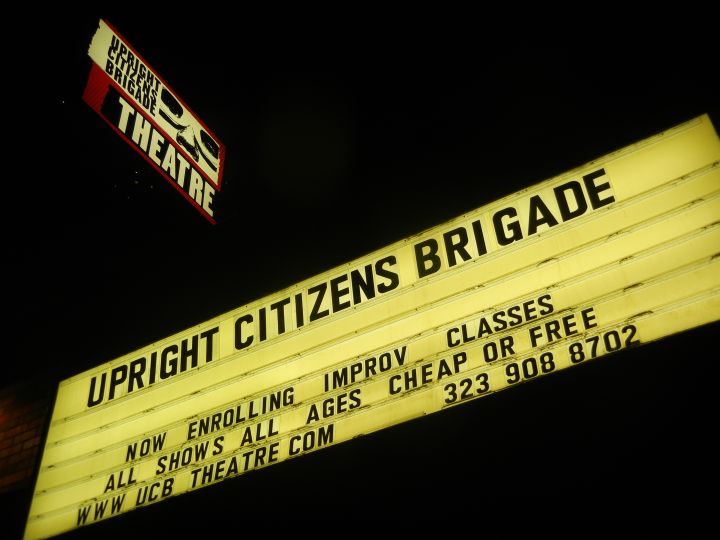 UPRIGHT
CITIZENS
BRIGADE
THEATRE
UPRIGHT CITIZENS BRIGADE
NOW ENROLLING IMPROV CLASSES
ALL SHOWS ALL AGES CHEAP OR FREE
WWW UCB THEATRE COM 323 908 8702